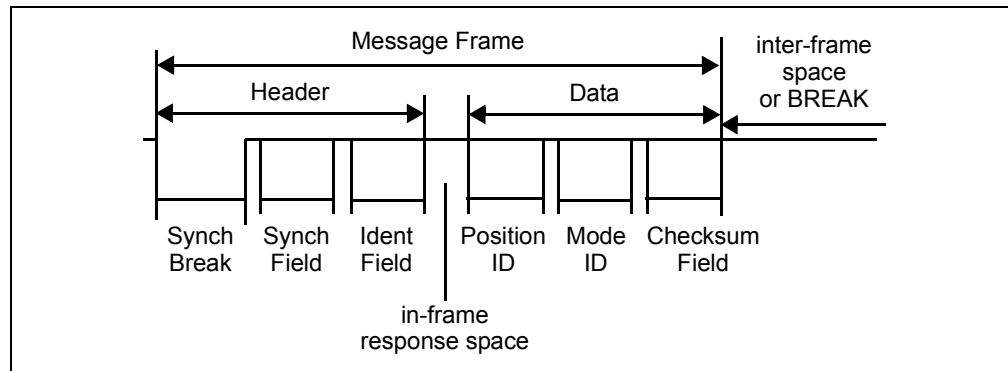 Message Frame
inter-frame
space
or BREAK
Header
Data
Synch
Break
Synch
Field
Ident
Field
Position
ID
Mode
ID
Checksum
Field
in-frame
response space